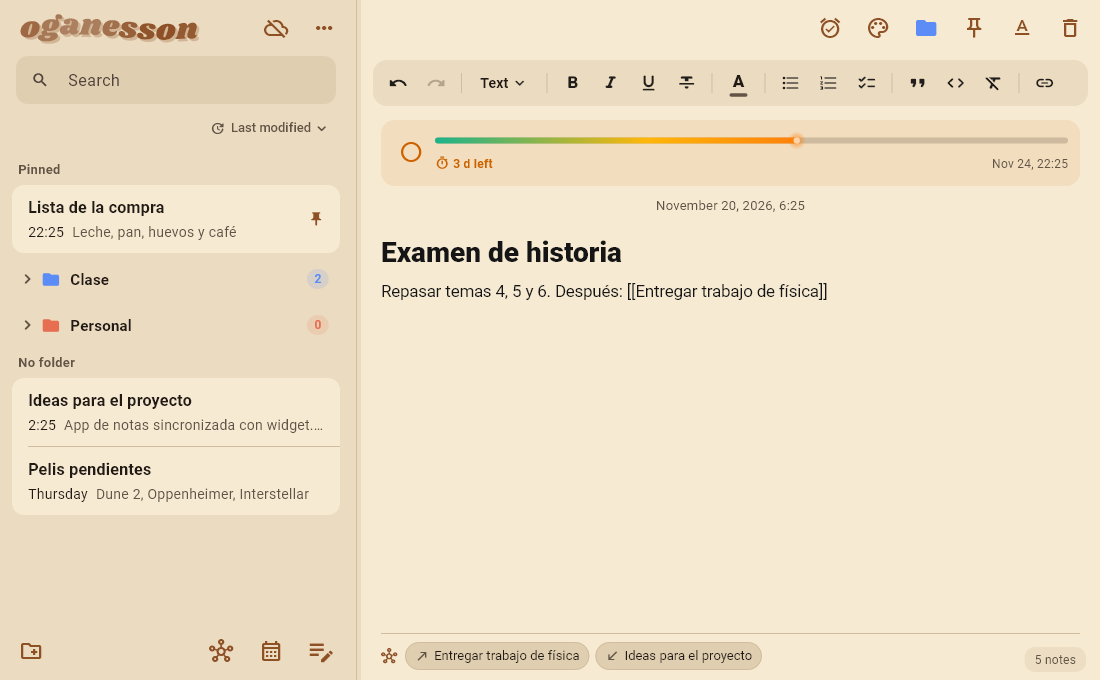 oganesson
Search
Last modified
Pinned
Lista de la compra
22:25 Leche, pan, huevos y café
Clase 2
Personal 0
No folder
Ideas para el proyecto
2:25 App de notas sincronizada con widget....
Pelis pendientes
Thursday Dune 2, Oppenheimer, Interstellar
Text B I U S A
3 d left
Nov 24, 22:25
November 20, 2026, 6:25
Examen de historia
Repasar temas 4, 5 y 6. Después: [[Entregar trabajo de física]]
Entregar trabajo de física
Ideas para el proyecto
5 notes